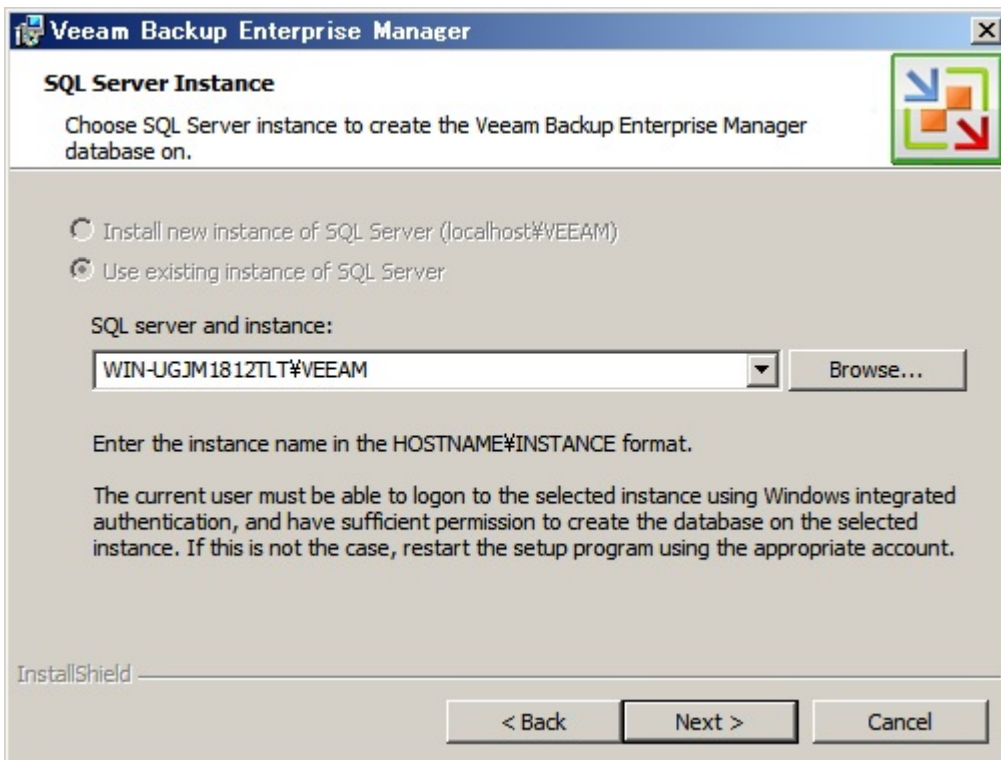 Veeam Backup Enterprise Manager
SQL Server Instance
Choose SQL Server instance to create the Veeam Backup Enterprise Manager
database on.
Install new instance of SQL Server (localhost¥VEEAM)
Use existing instance of SQL Server
SQL server and instance:
WIN-UGJM1812TLT¥VEEAM
Browse...
Enter the instance name in the HOSTNAME¥INSTANCE format.
The current user must be able to logon to the selected instance using Windows integrated
authentication, and have sufficient permission to create the database on the selected
instance. If this is not the case, restart the setup program using the appropriate account.
InstallShield
< Back
Next >
Cancel